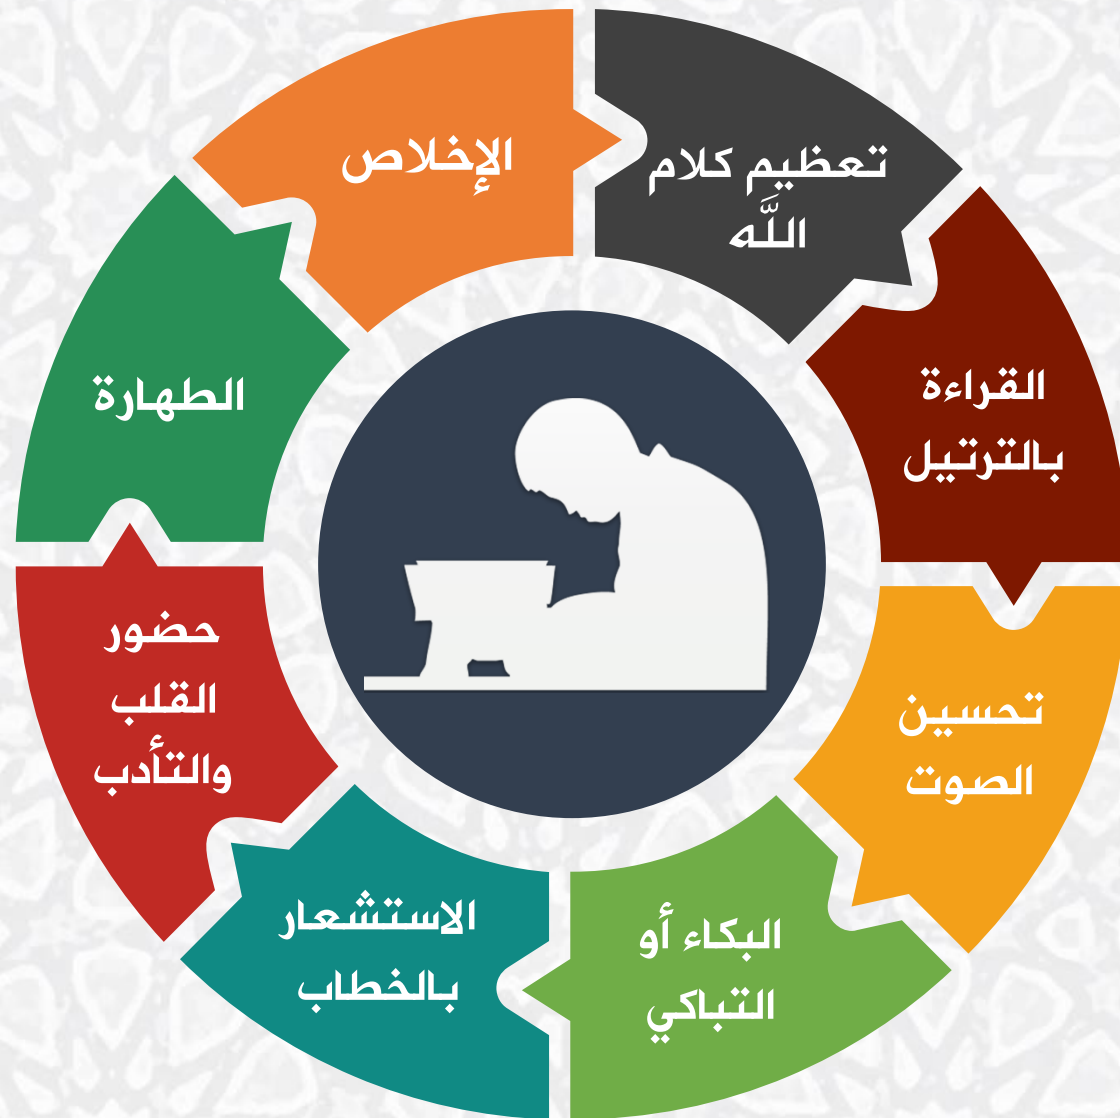 الإخلاص
تعظيم كلام
اللَّه
القراءة
بالترتيل
تحسين
الصوت
البكاء أو
التباكي
الاستشعار
بالخطاب
حضور
القلب
والتأدب
الطهارة